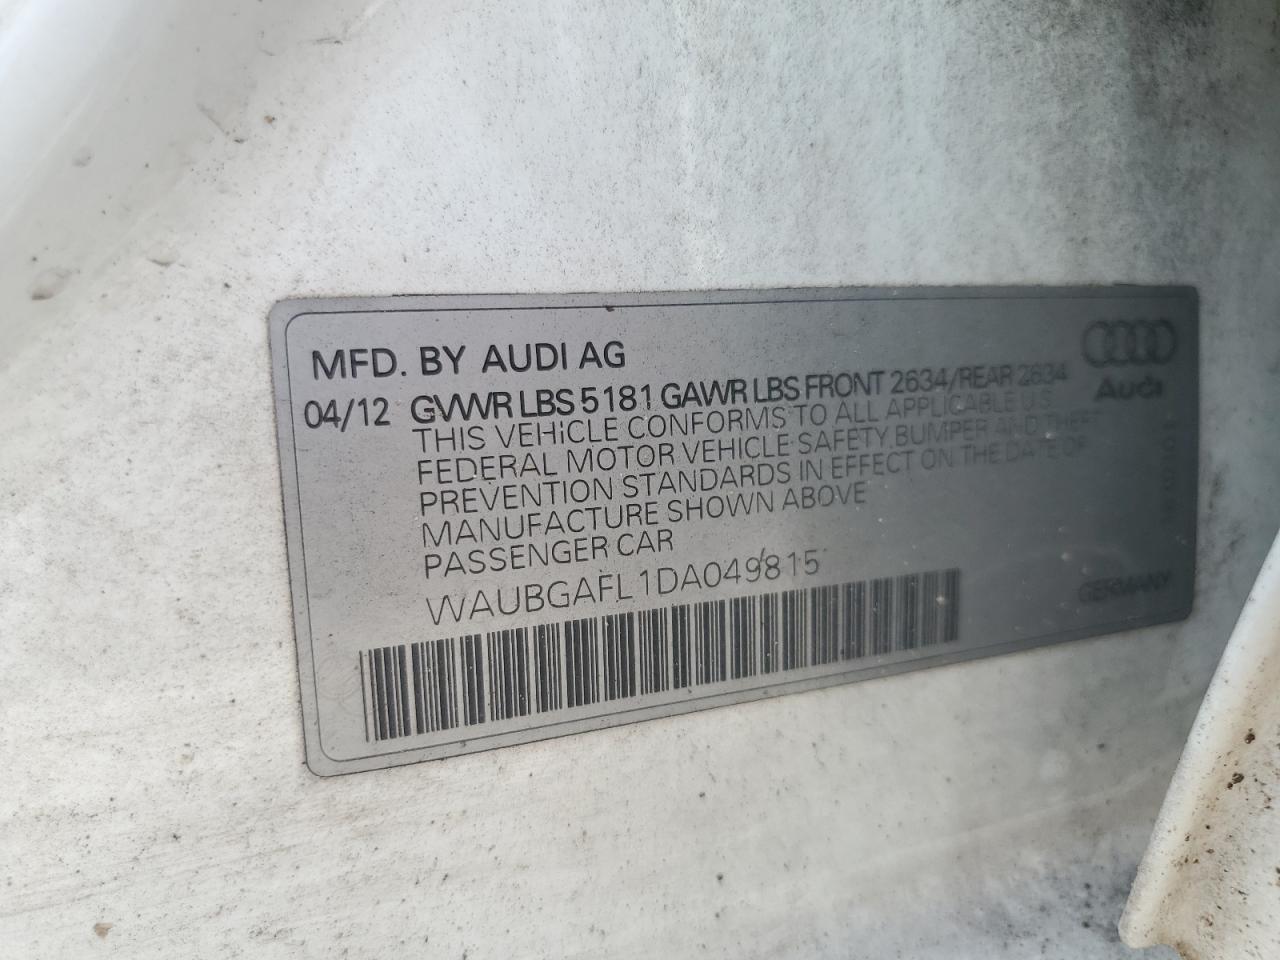 MFD. BY AUDI AG
04/12 GVWR LBS 5181 GAWR LBS FRONT 2634/REAR 2634
THIS VEHICLE CONFORMS TO ALL APPLICABLE U.S.
FEDERAL MOTOR VEHICLE SAFETY BUMPER AND THEFT
PREVENTION STANDARDS IN EFFECT ON THE DATE OF
MANUFACTURE SHOWN ABOVE
PASSENGER CAR
WAUBGAFL1DA049815
Audi
GERMANY